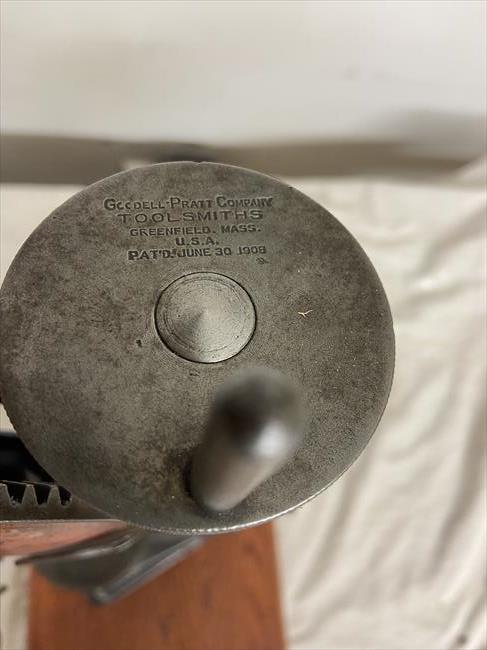 GOODELL-PRATT COMPANY
TOOLSMITHS
GREENFIELD. MASS.
U.S.A.
PAT'D. JUNE 30 1908